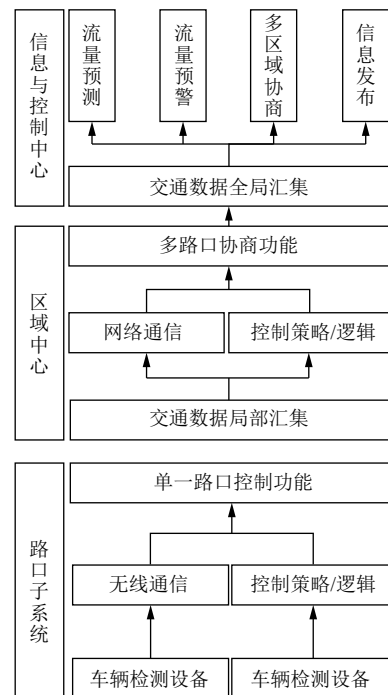 信息与控制中心
流量预测
流量预警
多区域协商
信息发布
交通数据全局汇集
区域中心
多路口协商功能
网络通信
控制策略/逻辑
交通数据局部汇集
路口子系统
单一路口控制功能
无线通信
控制策略/逻辑
车辆检测设备
车辆检测设备